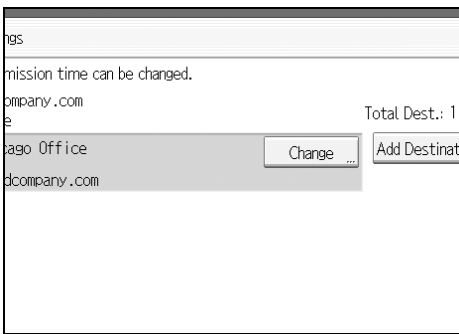 ngs
mission time can be changed.
ompany.com
e
Total Dest.: 1
cago Office
Change ...
Add Destinat
dcompany.com